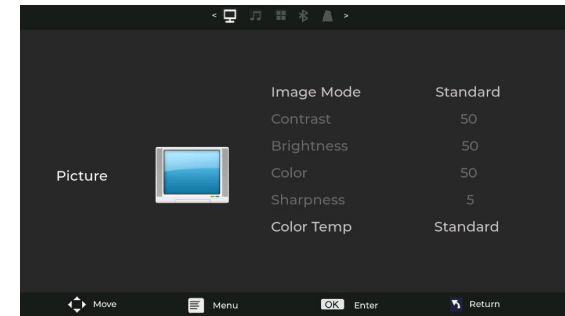 < >
Picture
Image Mode Standard
Contrast 50
Brightness 50
Color 50
Sharpness 5
Color Temp Standard
Move Menu OK Enter Return